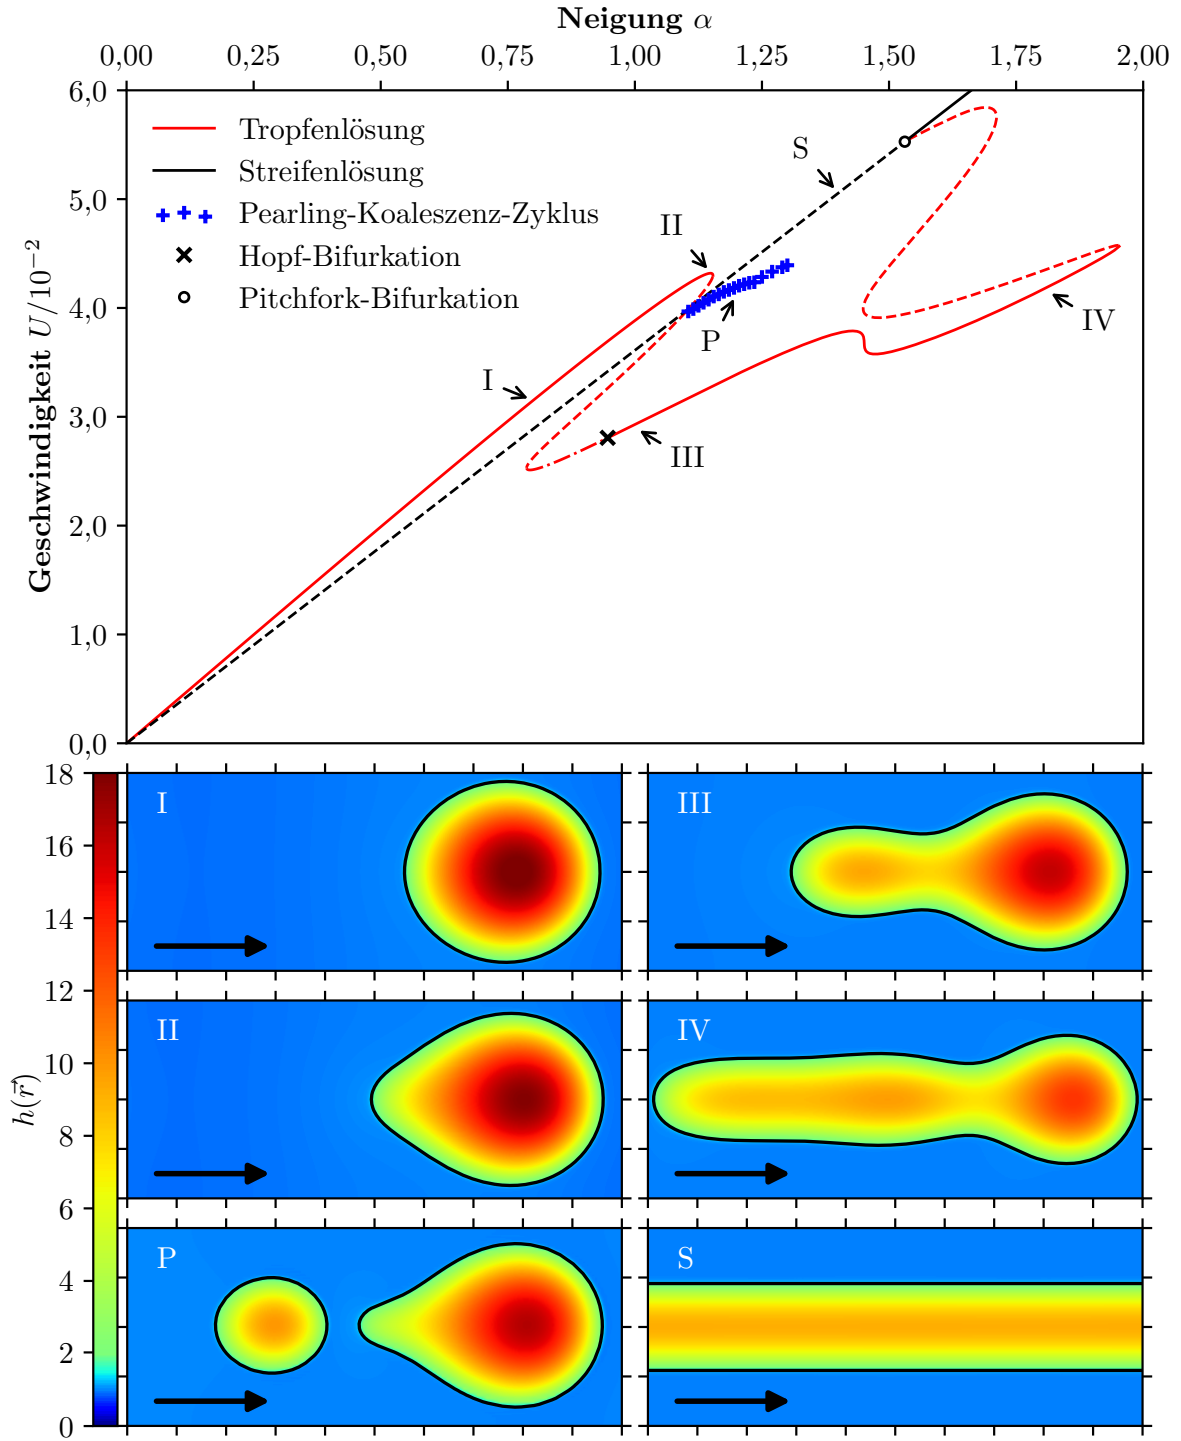 Neigung α
0,00 0,25 0,50 0,75 1,00 1,25 1,50 1,75 2,00
Geschwindigkeit U/10⁻²
6,0
5,0
4,0
3,0
2,0
1,0
0,0
Tropfenlösung
Streifenlösung
Pearling-Koaleszenz-Zyklus
Hopf-Bifurkation
Pitchfork-Bifurkation
S
II
I
P
IV
III
h(r⃗)
18
16
14
12
10
8
6
4
2
0
I
III
II
IV
P
S